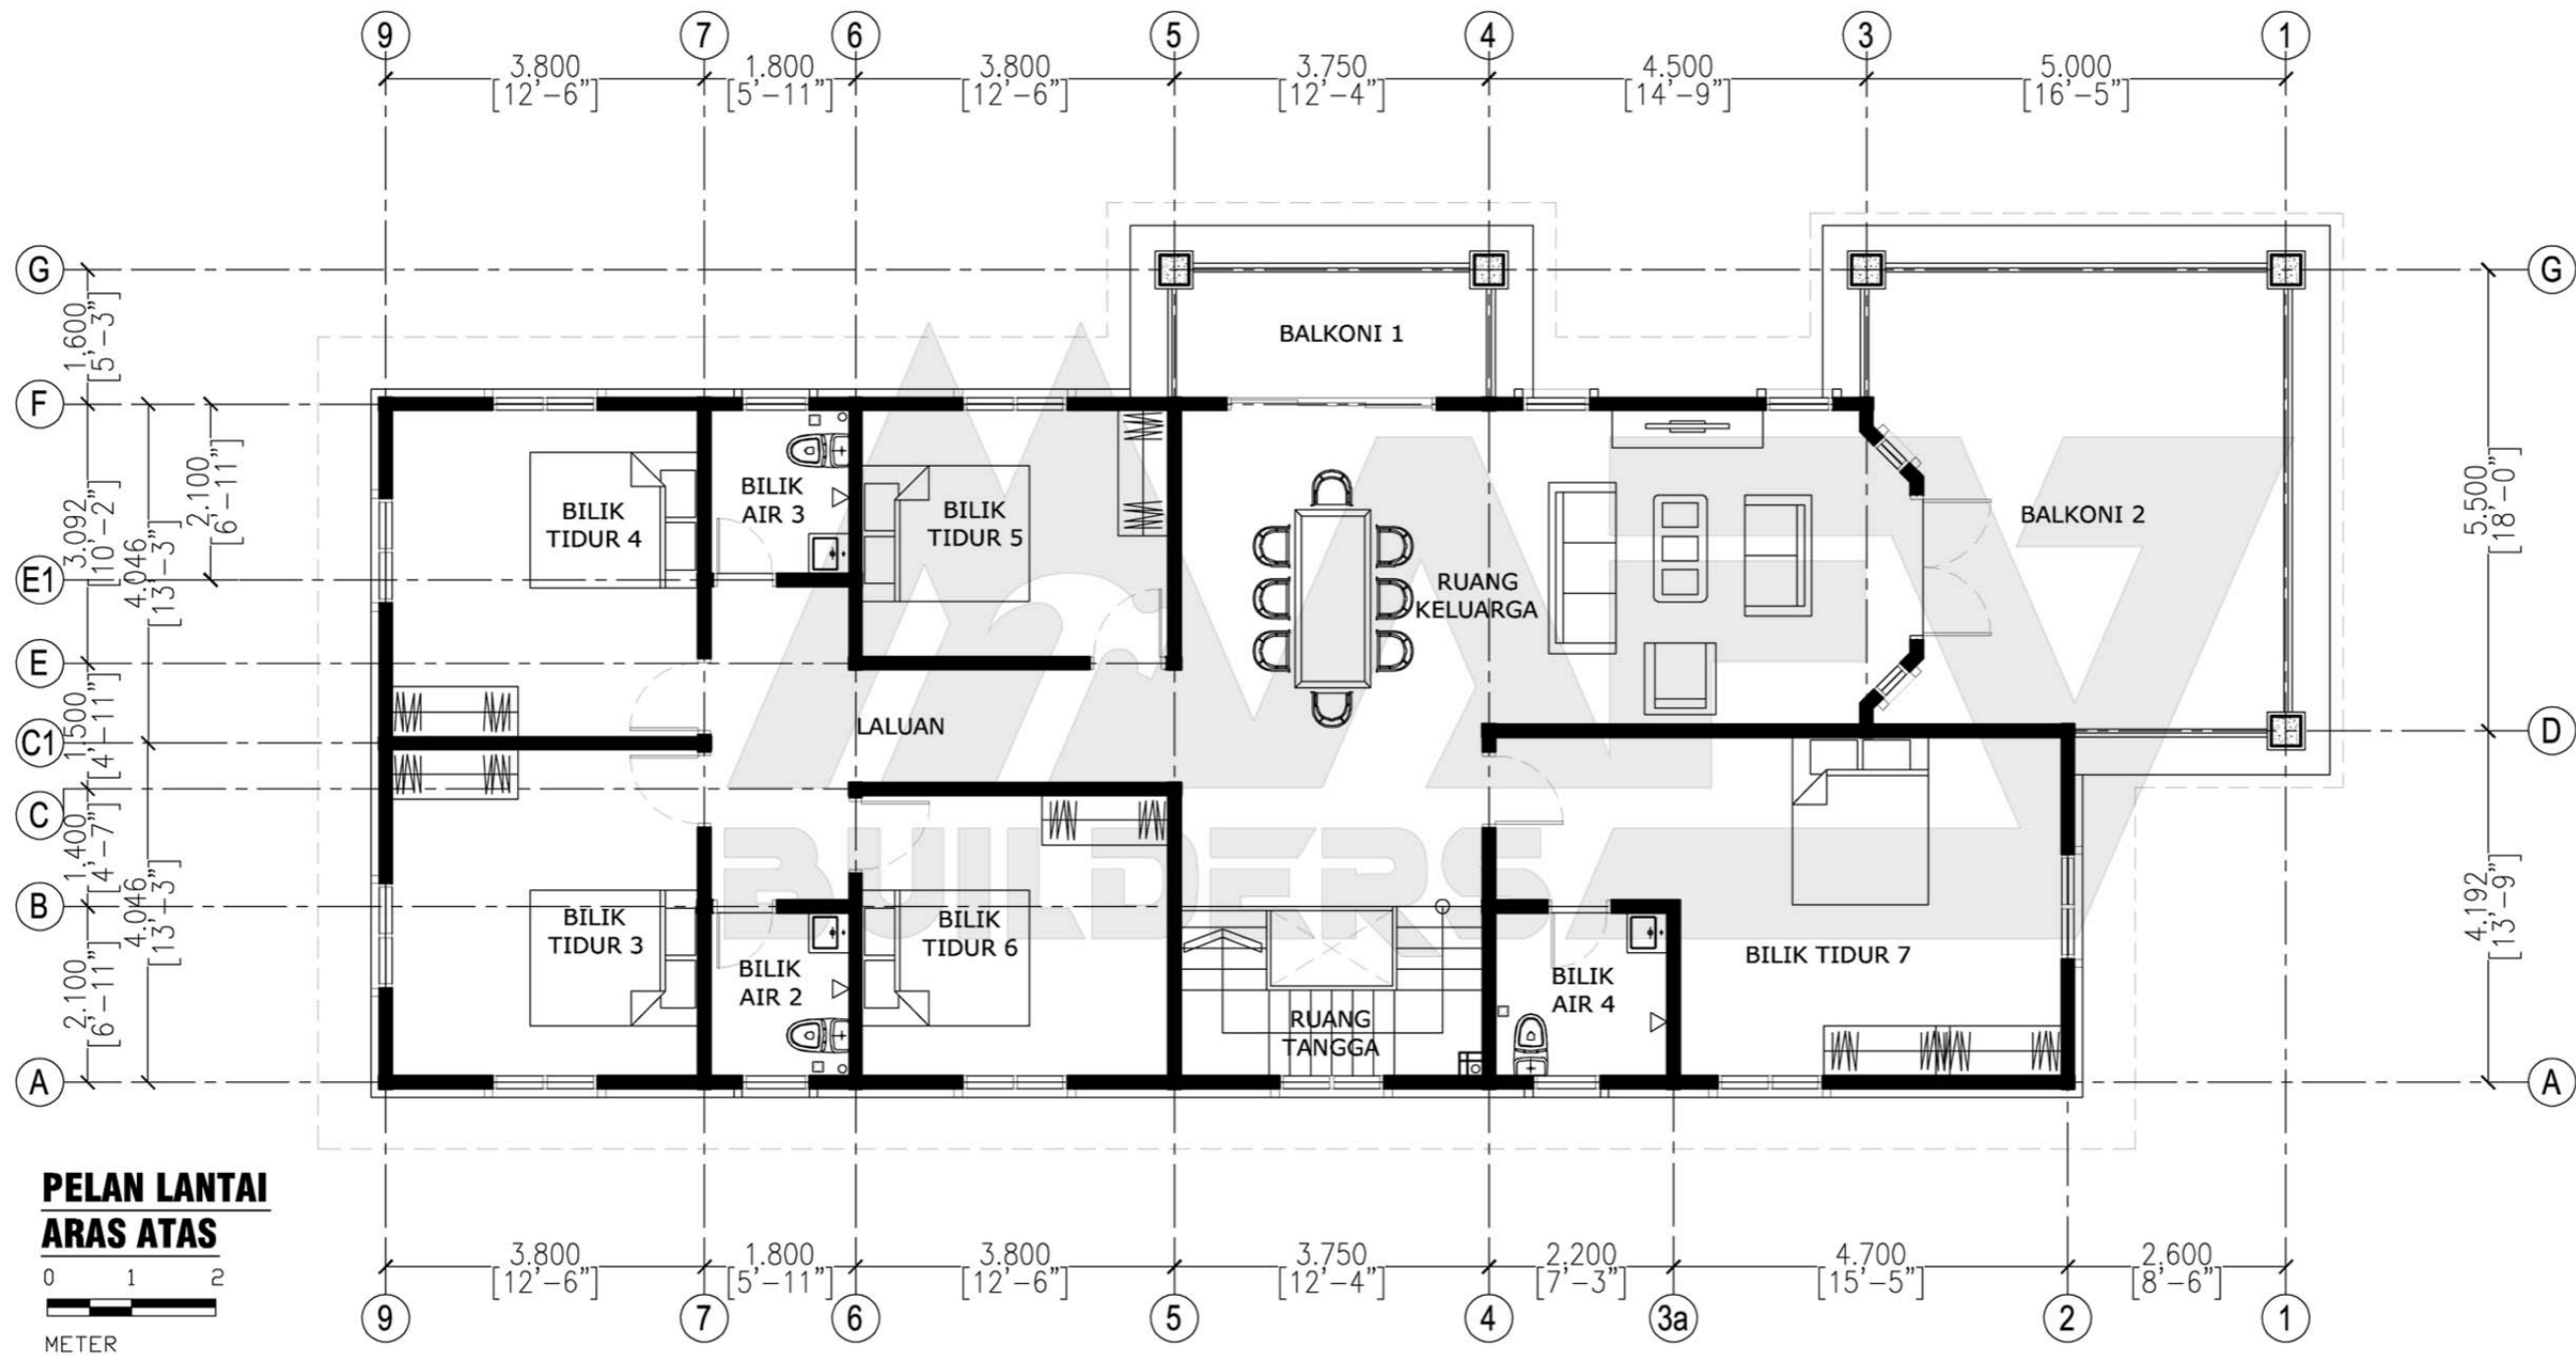 9 7 6 5 4 3 1
3.800 1.800 3.800 3.750 4.500 5.000
[12'-6"] [5'-11"] [12'-6"] [12'-4"] [14'-9"] [16'-5"]
G G
1.600
[5'-3"]
BALKONI 1
F
2.100
[6'-11"]
3.092
[10'-2"]
4.046
[13'-3"]
5.500
[18'-0"]
BILIK
TIDUR 4
BILIK
AIR 3
BILIK
TIDUR 5
BALKONI 2
E1
RUANG
KELUARGA
E
1.500
[4'-11"]
LALUAN
C1 D
C
1.400
[4'-7"]
4.046
[13'-3"]
4.192
[13'-9"]
MrZE7
BUILDERS
B
BILIK
TIDUR 3
BILIK
TIDUR 6
BILIK TIDUR 7
2.100
[6'-11"]
BILIK
AIR 2
BILIK
AIR 4
RUANG
TANGGA
A A
PELAN LANTAI
ARAS ATAS
0 1 2
METER
3.800 1.800 3.800 3.750 2.200 4.700 2.600
[12'-6"] [5'-11"] [12'-6"] [12'-4"] [7'-3"] [15'-5"] [8'-6"]
9 7 6 5 4 3a 2 1